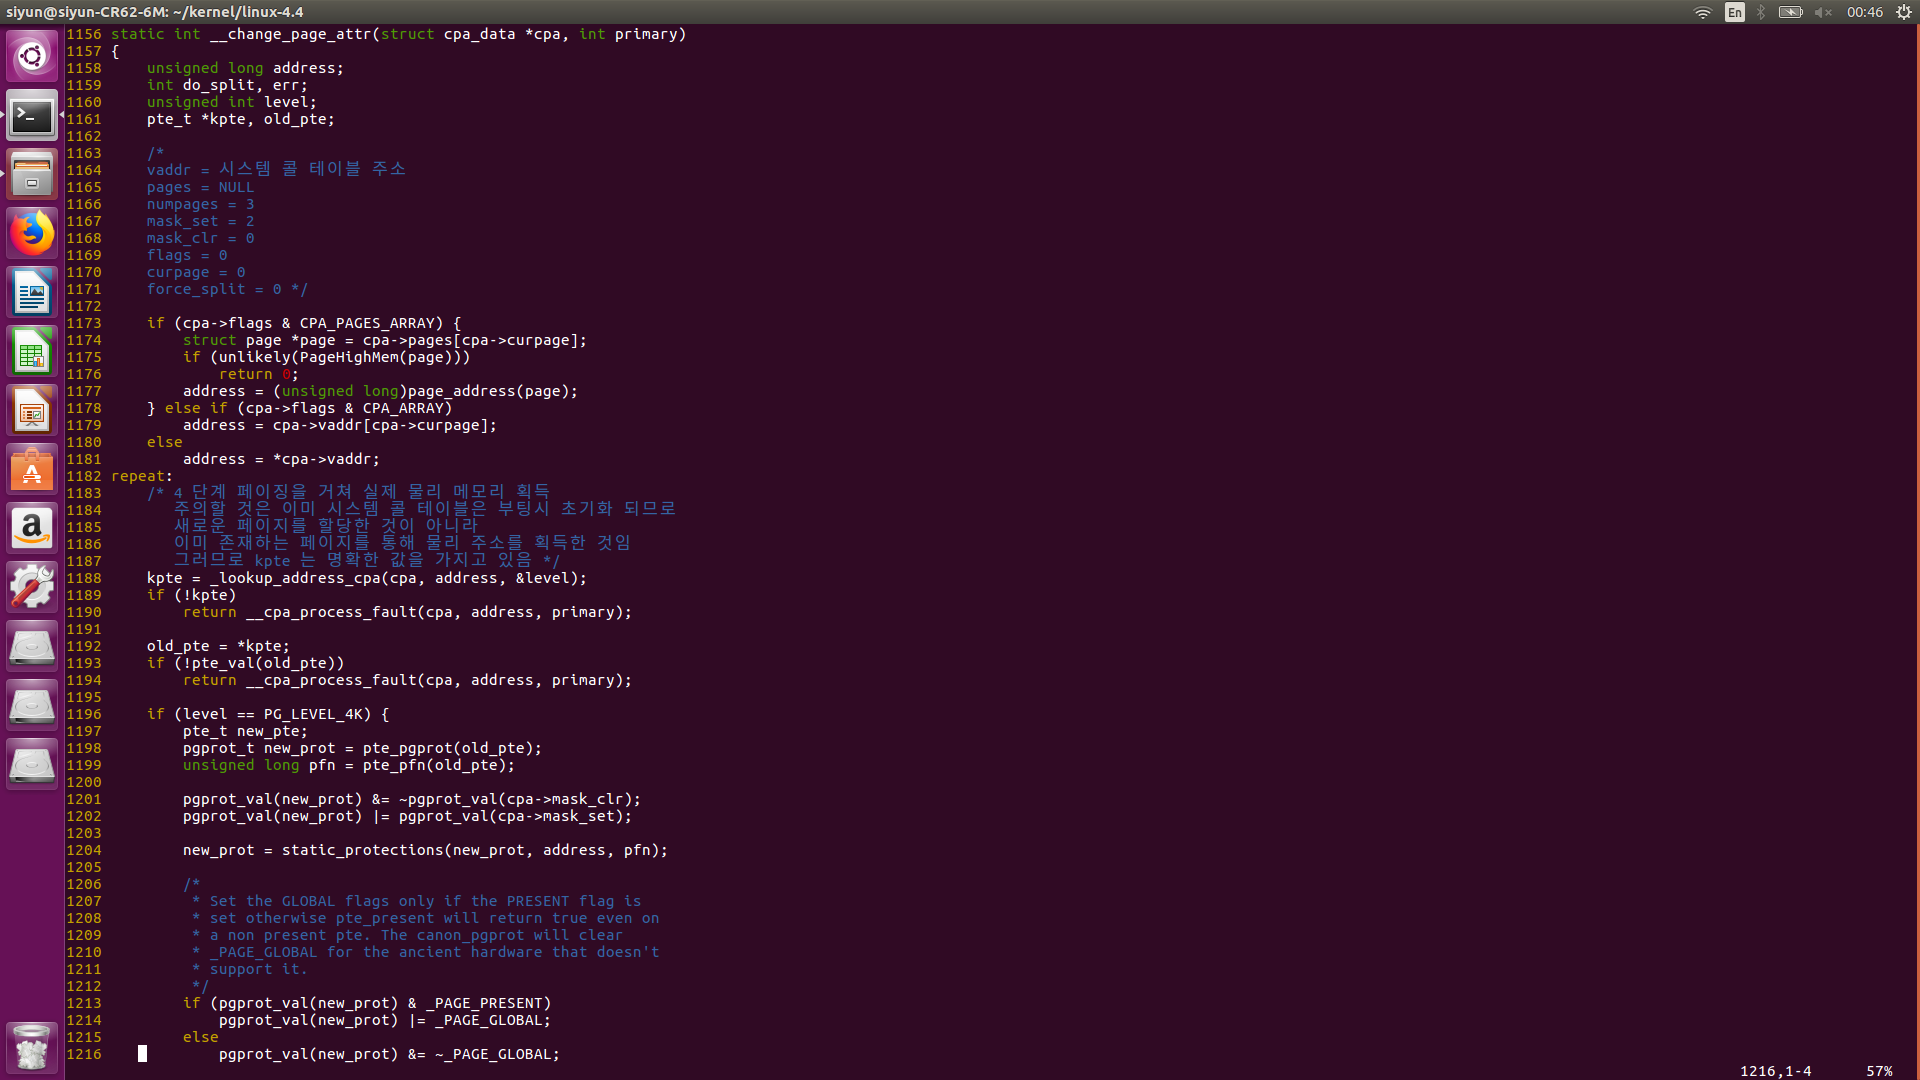 siyun@siyun-CR62-6M: ~/kernel/linux-4.4
En
00:46
1156 static int __change_page_attr(struct cpa_data *cpa, int primary)
1157 {
1158     unsigned long address;
1159     int do_split, err;
1160     unsigned int level;
1161     pte_t *kpte, old_pte;
1162
1163     /*
1164     vaddr = 시스템 콜 테이블 주소
1165     pages = NULL
1166     numpages = 3
1167     mask_set = 2
1168     mask_clr = 0
1169     flags = 0
1170     curpage = 0
1171     force_split = 0 */
1172
1173     if (cpa->flags & CPA_PAGES_ARRAY) {
1174         struct page *page = cpa->pages[cpa->curpage];
1175         if (unlikely(PageHighMem(page)))
1176             return 0;
1177         address = (unsigned long)page_address(page);
1178     } else if (cpa->flags & CPA_ARRAY)
1179         address = cpa->vaddr[cpa->curpage];
1180     else
1181         address = *cpa->vaddr;
1182 repeat:
1183     /* 4 단계 페이징을 거쳐 실제 물리 메모리 획득
1184        주의할 것은 이미 시스템 콜 테이블은 부팅시 초기화 되므로
1185        새로운 페이지를 할당한 것이 아니라
1186        이미 존재하는 페이지를 통해 물리 주소를 획득한 것임
1187        그러므로 kpte 는 명확한 값을 가지고 있음 */
1188     kpte = _lookup_address_cpa(cpa, address, &level);
1189     if (!kpte)
1190         return __cpa_process_fault(cpa, address, primary);
1191
1192     old_pte = *kpte;
1193     if (!pte_val(old_pte))
1194         return __cpa_process_fault(cpa, address, primary);
1195
1196     if (level == PG_LEVEL_4K) {
1197         pte_t new_pte;
1198         pgprot_t new_prot = pte_pgprot(old_pte);
1199         unsigned long pfn = pte_pfn(old_pte);
1200
1201         pgprot_val(new_prot) &= ~pgprot_val(cpa->mask_clr);
1202         pgprot_val(new_prot) |= pgprot_val(cpa->mask_set);
1203
1204         new_prot = static_protections(new_prot, address, pfn);
1205
1206         /*
1207          * Set the GLOBAL flags only if the PRESENT flag is
1208          * set otherwise pte_present will return true even on
1209          * a non present pte. The canon_pgprot will clear
1210          * _PAGE_GLOBAL for the ancient hardware that doesn't
1211          * support it.
1212          */
1213         if (pgprot_val(new_prot) & _PAGE_PRESENT)
1214             pgprot_val(new_prot) |= _PAGE_GLOBAL;
1215         else
1216             pgprot_val(new_prot) &= ~_PAGE_GLOBAL;
1216,1-4 57%